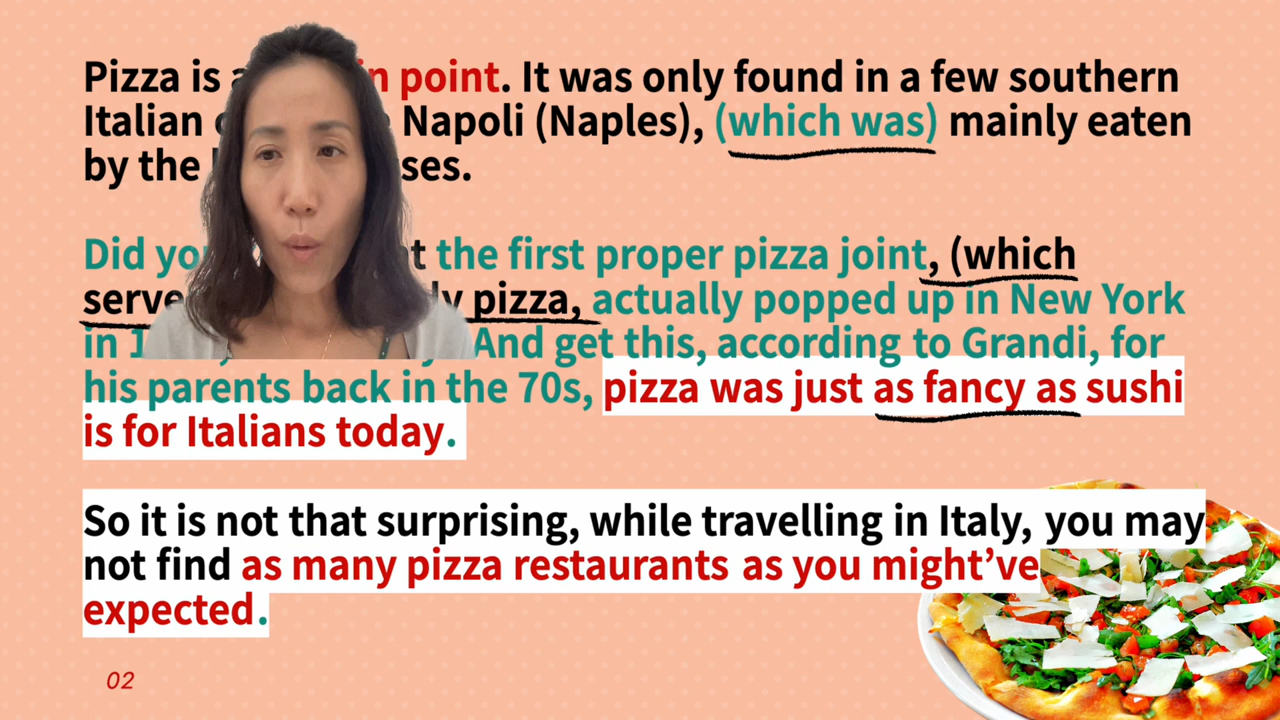 Pizza is a in point. It was only found in a few southern
Italian Napoli (Naples), (which was) mainly eaten
by the
Did you the first proper pizza joint, (which
pizza, actually popped up in New York
in And get this, according to Grandi, for
his parents back in the 70s, pizza was just as fancy as sushi
is for Italians today.
So it is not that surprising, while travelling in Italy, you may
not find as many pizza restaurants as you might’ve
expected.
02